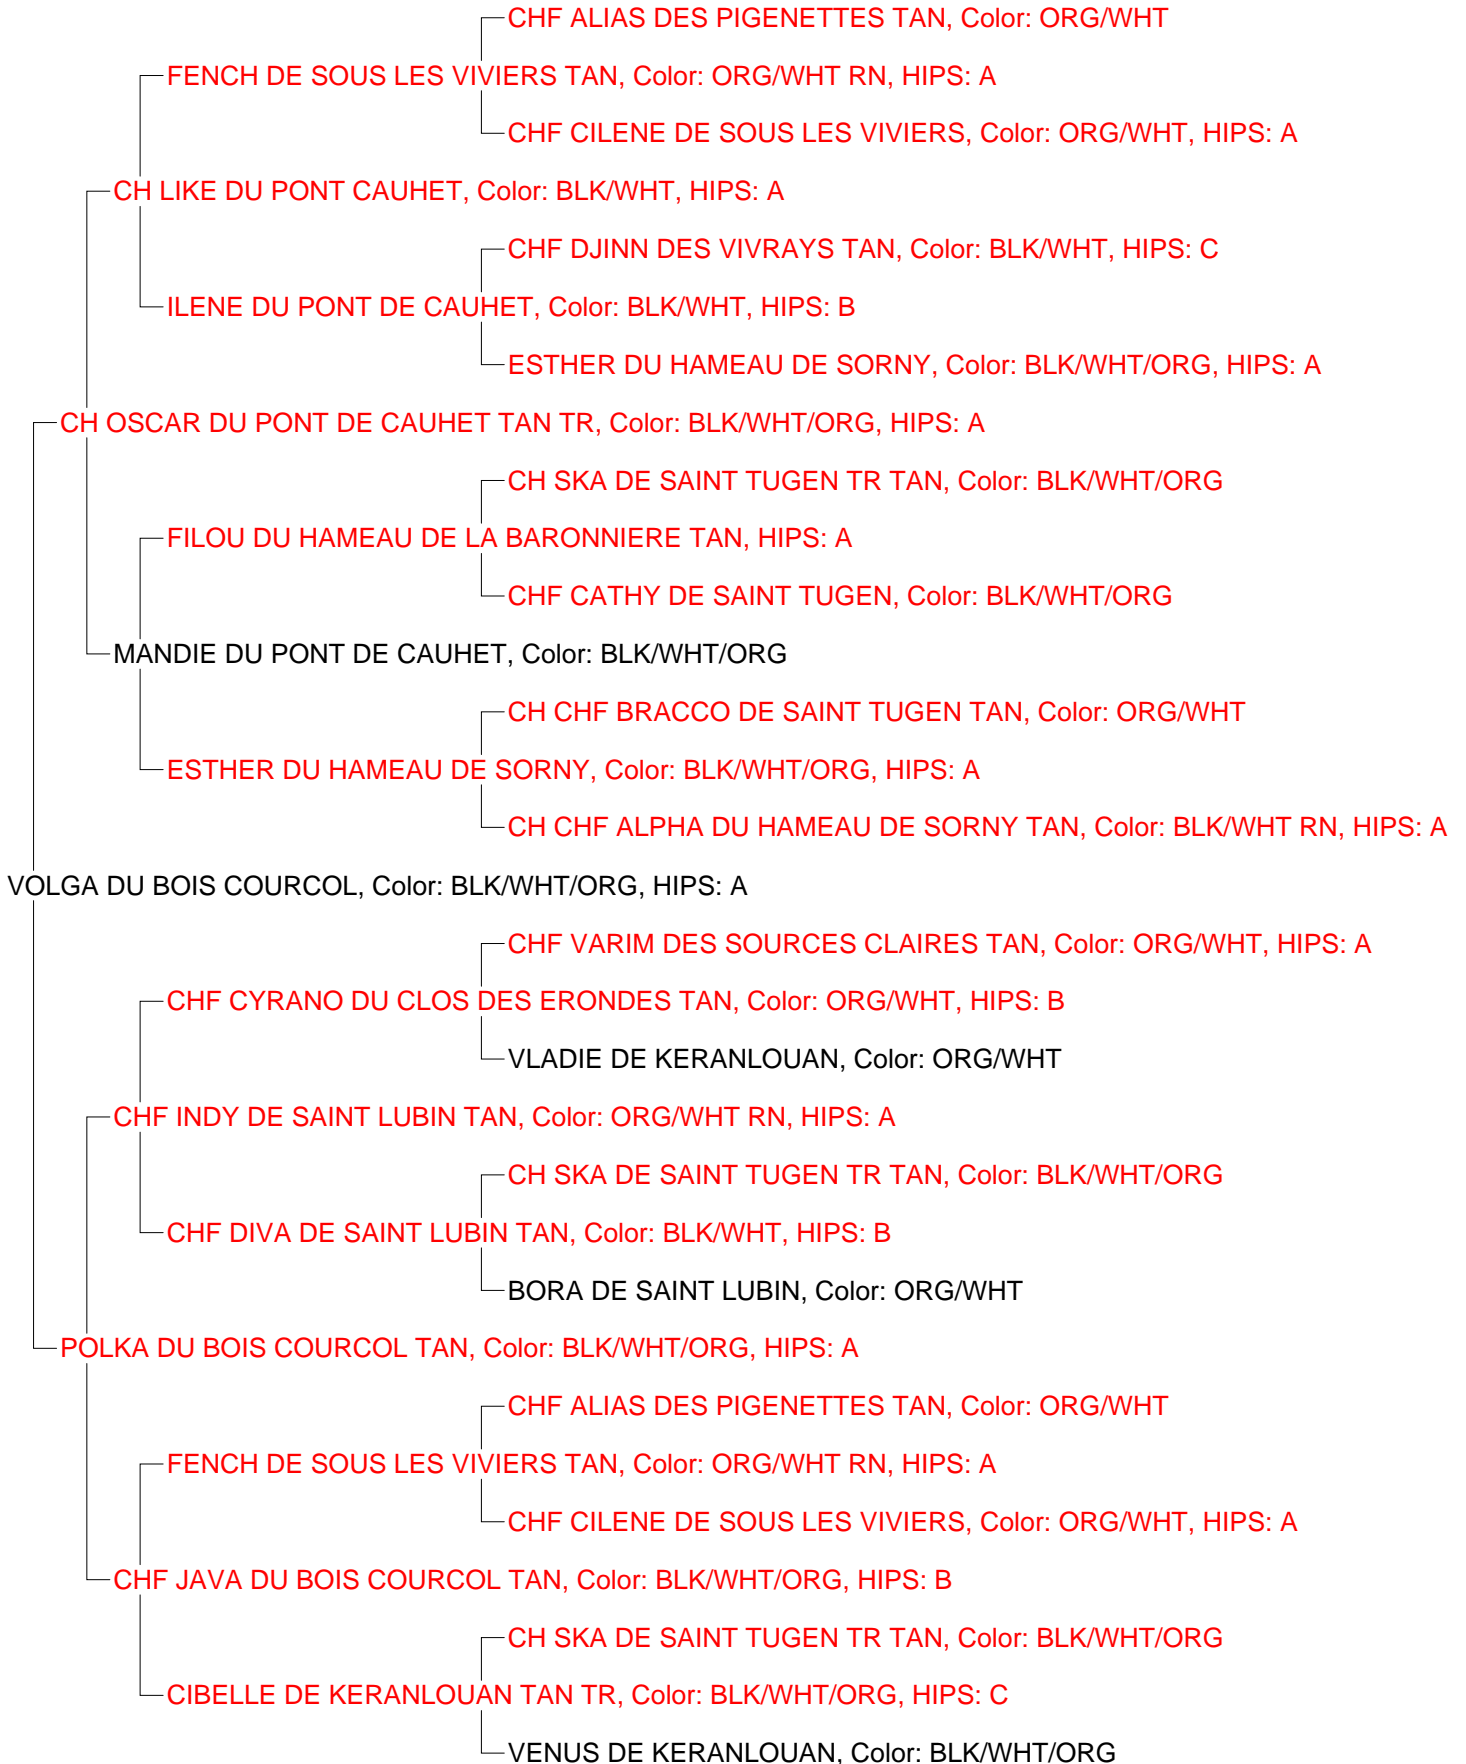 CHF ALIAS DES PIGENETTES TAN, Color: ORG/WHT
FENCH DE SOUS LES VIVIERS TAN, Color: ORG/WHT RN, HIPS: A
CHF CILENE DE SOUS LES VIVIERS, Color: ORG/WHT, HIPS: A
CH LIKE DU PONT CAUHET, Color: BLK/WHT, HIPS: A
CHF DJINN DES VIVRAYS TAN, Color: BLK/WHT, HIPS: C
ILENE DU PONT DE CAUHET, Color: BLK/WHT, HIPS: B
ESTHER DU HAMEAU DE SORNY, Color: BLK/WHT/ORG, HIPS: A
CH OSCAR DU PONT DE CAUHET TAN TR, Color: BLK/WHT/ORG, HIPS: A
CH SKA DE SAINT TUGEN TR TAN, Color: BLK/WHT/ORG
FILOU DU HAMEAU DE LA BARONNIERE TAN, HIPS: A
CHF CATHY DE SAINT TUGEN, Color: BLK/WHT/ORG
MANDIE DU PONT DE CAUHET, Color: BLK/WHT/ORG
CH CHF BRACCO DE SAINT TUGEN TAN, Color: ORG/WHT
ESTHER DU HAMEAU DE SORNY, Color: BLK/WHT/ORG, HIPS: A
CH CHF ALPHA DU HAMEAU DE SORNY TAN, Color: BLK/WHT RN, HIPS: A
VOLGA DU BOIS COURCOL, Color: BLK/WHT/ORG, HIPS: A
CHF VARIM DES SOURCES CLAIRES TAN, Color: ORG/WHT, HIPS: A
CHF CYRANO DU CLOS DES ERONDES TAN, Color: ORG/WHT, HIPS: B
VLADIE DE KERANLOUAN, Color: ORG/WHT
CHF INDY DE SAINT LUBIN TAN, Color: ORG/WHT RN, HIPS: A
CH SKA DE SAINT TUGEN TR TAN, Color: BLK/WHT/ORG
CHF DIVA DE SAINT LUBIN TAN, Color: BLK/WHT, HIPS: B
BORA DE SAINT LUBIN, Color: ORG/WHT
POLKA DU BOIS COURCOL TAN, Color: BLK/WHT/ORG, HIPS: A
CHF ALIAS DES PIGENETTES TAN, Color: ORG/WHT
FENCH DE SOUS LES VIVIERS TAN, Color: ORG/WHT RN, HIPS: A
CHF CILENE DE SOUS LES VIVIERS, Color: ORG/WHT, HIPS: A
CHF JAVA DU BOIS COURCOL TAN, Color: BLK/WHT/ORG, HIPS: B
CH SKA DE SAINT TUGEN TR TAN, Color: BLK/WHT/ORG
CIBELLE DE KERANLOUAN TAN TR, Color: BLK/WHT/ORG, HIPS: C
VENUS DE KERANLOUAN, Color: BLK/WHT/ORG